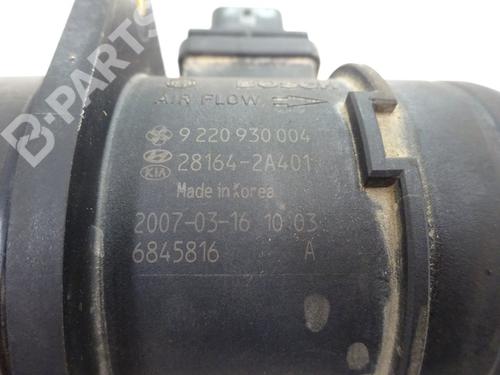 B-PARTS
BOSCH
AIR FLOW
9 220 930 004
28164-2A401
KIA
Made in Korea
2007-03-16 10:03
6845816 A